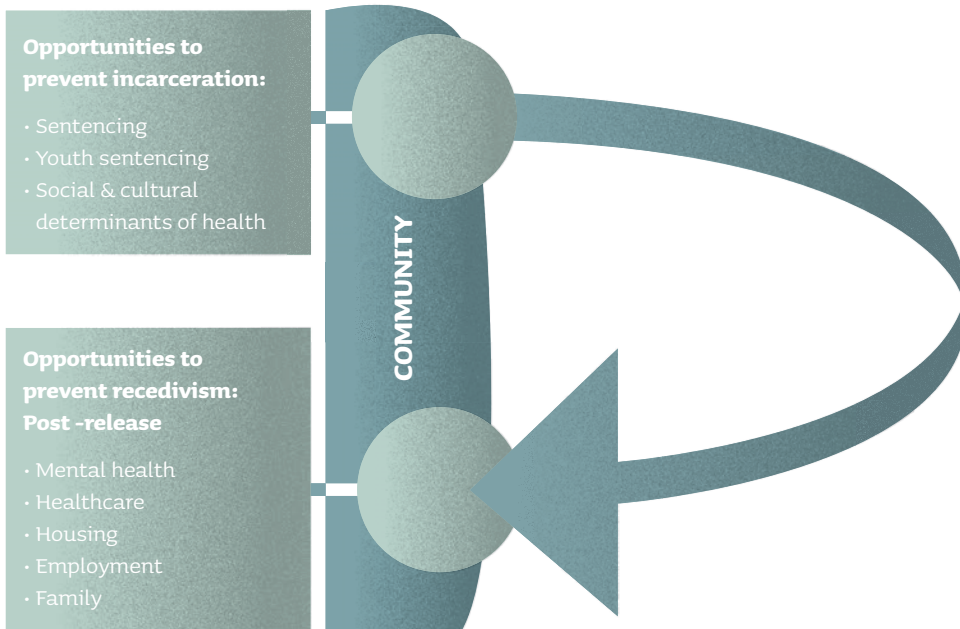 Opportunities to
prevent incarceration:
· Sentencing
· Youth sentencing
· Social & cultural
determinants of health
COMMUNITY
Opportunities to
prevent recedivism:
Post -release
· Mental health
· Healthcare
· Housing
· Employment
· Family